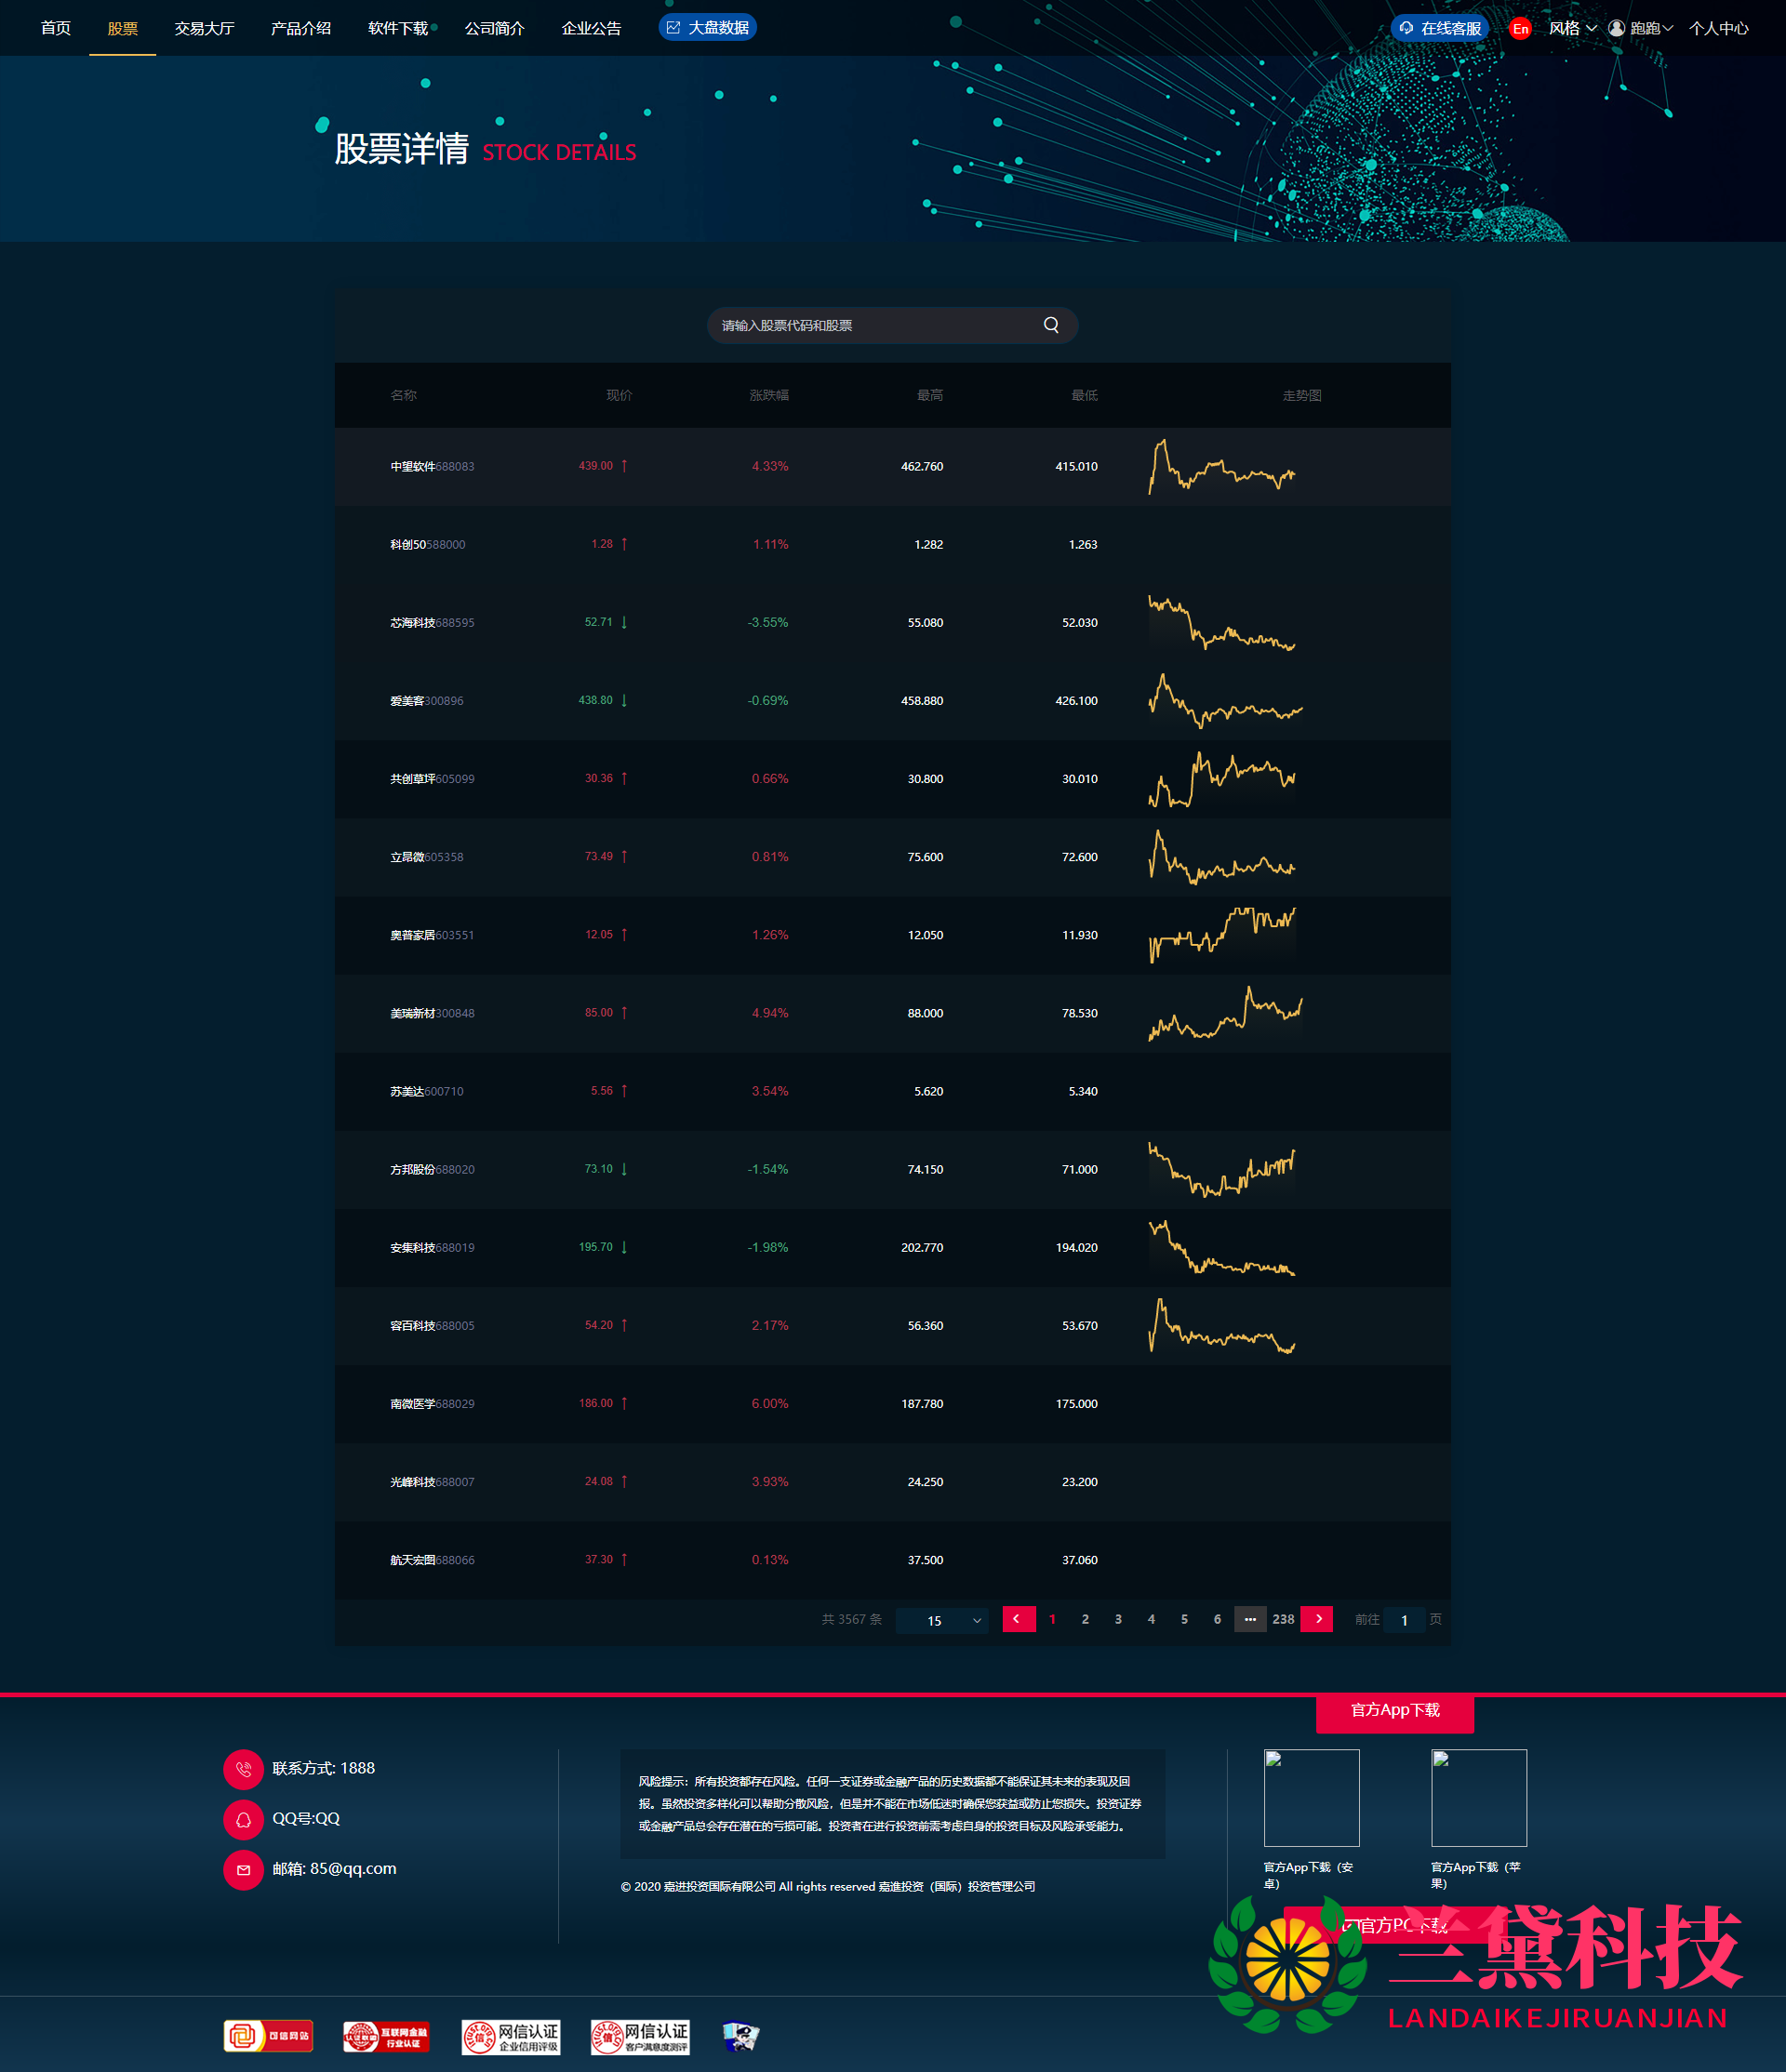 首页 股票 交易大厅 产品介绍 软件下载 公司简介 企业公告 大盘数据 在线客服 En 风格 跑跑 个人中心
股票详情 STOCK DETAILS
请输入股票代码和股票
名称 现价 涨跌幅 最高 最低 走势图
中望软件688083 439.00 ↑ 4.33% 462.760 415.010
科创50588000 1.28 ↑ 1.11% 1.282 1.263
芯海科技688595 52.71 ↓ -3.55% 55.080 52.030
爱美客300896 438.80 ↓ -0.69% 458.880 426.100
共创草坪605099 30.36 ↑ 0.66% 30.800 30.010
立昂微605358 73.49 ↑ 0.81% 75.600 72.600
奥普家居603551 12.05 ↑ 1.26% 12.050 11.930
美瑞新材300848 85.00 ↑ 4.94% 88.000 78.530
苏美达600710 5.56 ↑ 3.54% 5.620 5.340
方邦股份688020 73.10 ↓ -1.54% 74.150 71.000
安集科技688019 195.70 ↓ -1.98% 202.770 194.020
容百科技688005 54.20 ↑ 2.17% 56.360 53.670
南微医学688029 186.00 ↑ 6.00% 187.780 175.000
光峰科技688007 24.08 ↑ 3.93% 24.250 23.200
航天宏图688066 37.30 ↑ 0.13% 37.500 37.060
共 3567 条 15 1 2 3 4 5 6 ••• 238 前往 1 页
官方App下载
联系方式: 1888
QQ号:QQ
邮箱: 85@qq.com
风险提示：所有投资都存在风险。任何一支证券或金融产品的历史数据都不能保证其未来的表现及回
报。虽然投资多样化可以帮助分散风险，但是并不能在市场低迷时确保您获益或防止您损失。投资证券
或金融产品总会存在潜在的亏损可能。投资者在进行投资前需考虑自身的投资目标及风险承受能力。
© 2020 嘉进投资国际有限公司 All rights reserved 嘉進投资（国际）投资管理公司
官方App下载（安
卓）
官方App下载（苹
果）
官方PC下载
兰黛科技
LANDAIKEJIRUANJIAN
可信网站
互联网金融
行业认证
网信认证
企业信用评级
网信认证
客户满意度测评